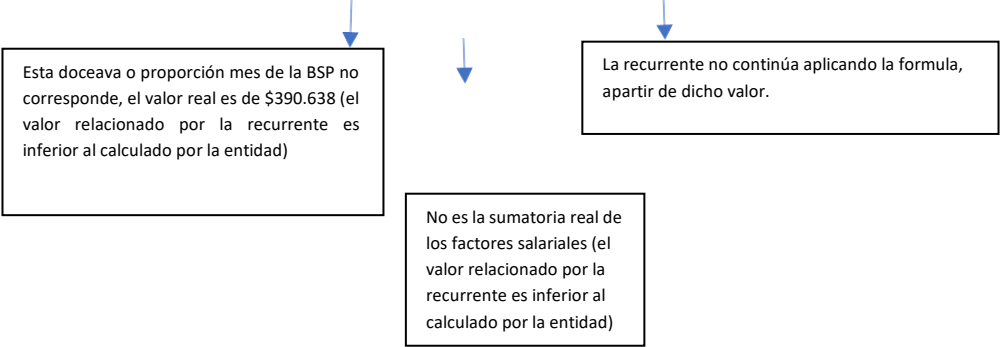 Esta doceava o proporción mes de la BSP no
corresponde, el valor real es de $390.638 (el
valor relacionado por la recurrente es
inferior al calculado por la entidad)
La recurrente no continúa aplicando la formula,
apartir de dicho valor.
No es la sumatoria real de
los factores salariales (el
valor relacionado por la
recurrente es inferior al
calculado por la entidad)